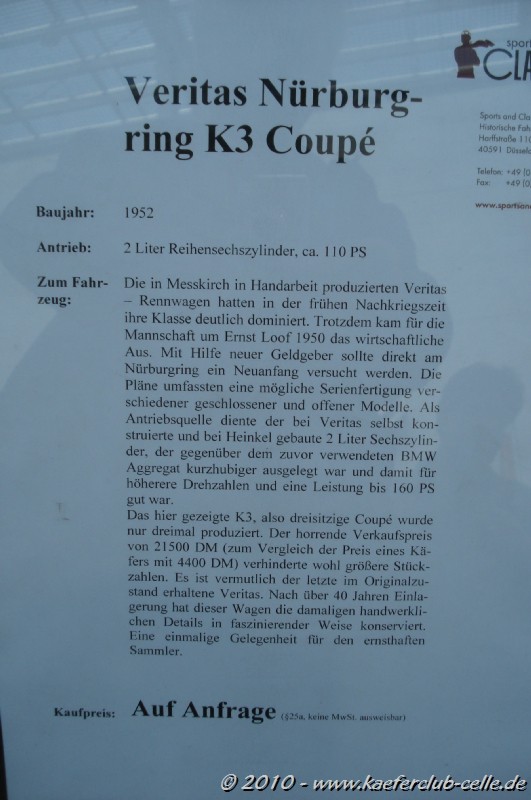 Veritas Nürburg-
ring K3 Coupé
Baujahr: 1952
Antrieb: 2 Liter Reihensechszylinder, ca. 110 PS
Zum Fahr-
zeug:
Die in Messkirch in Handarbeit produzierten Veritas
– Rennwagen hatten in der frühen Nachkriegszeit
ihre Klasse deutlich dominiert. Trotzdem kam für die
Mannschaft um Ernst Loof 1950 das wirtschaftliche
Aus. Mit Hilfe neuer Geldgeber sollte direkt am
Nürburgring ein Neuanfang versucht werden. Die
Pläne umfassten eine mögliche Serienfertigung ver-
schiedener geschlossener und offener Modelle. Als
Antriebsquelle diente der bei Veritas selbst kon-
struierte und bei Heinkel gebaute 2 Liter Sechszylin-
der, der gegenüber dem zuvor verwendeten BMW
Aggregat kurzhubiger ausgelegt war und damit für
höherere Drehzahlen und eine Leistung bis 160 PS
gut war.
Das hier gezeigte K3, also dreisitzige Coupé wurde
nur dreimal produziert. Der horrende Verkaufspreis
von 21500 DM (zum Vergleich der Preis eines Kä-
fers mit 4400 DM) verhinderte wohl größere Stück-
zahlen. Es ist vermutlich der letzte im Originalzu-
stand erhaltene Veritas. Nach über 40 Jahren Einla-
gerung hat dieser Wagen die damaligen handwerkli-
chen Details in faszinierender Weise konserviert.
Eine einmalige Gelegenheit für den ernsthaften
Sammler.
Kaufpreis: Auf Anfrage (§25a, keine MwSt. ausweisbar)
sport
CLA
Sports and Cla
Historische Fah
Harffstraße 110
40591 Düsseld
Telefon: +49 (0
Fax: +49 (0
www.sportsan
© 2010 - www.kaeferclub-celle.de